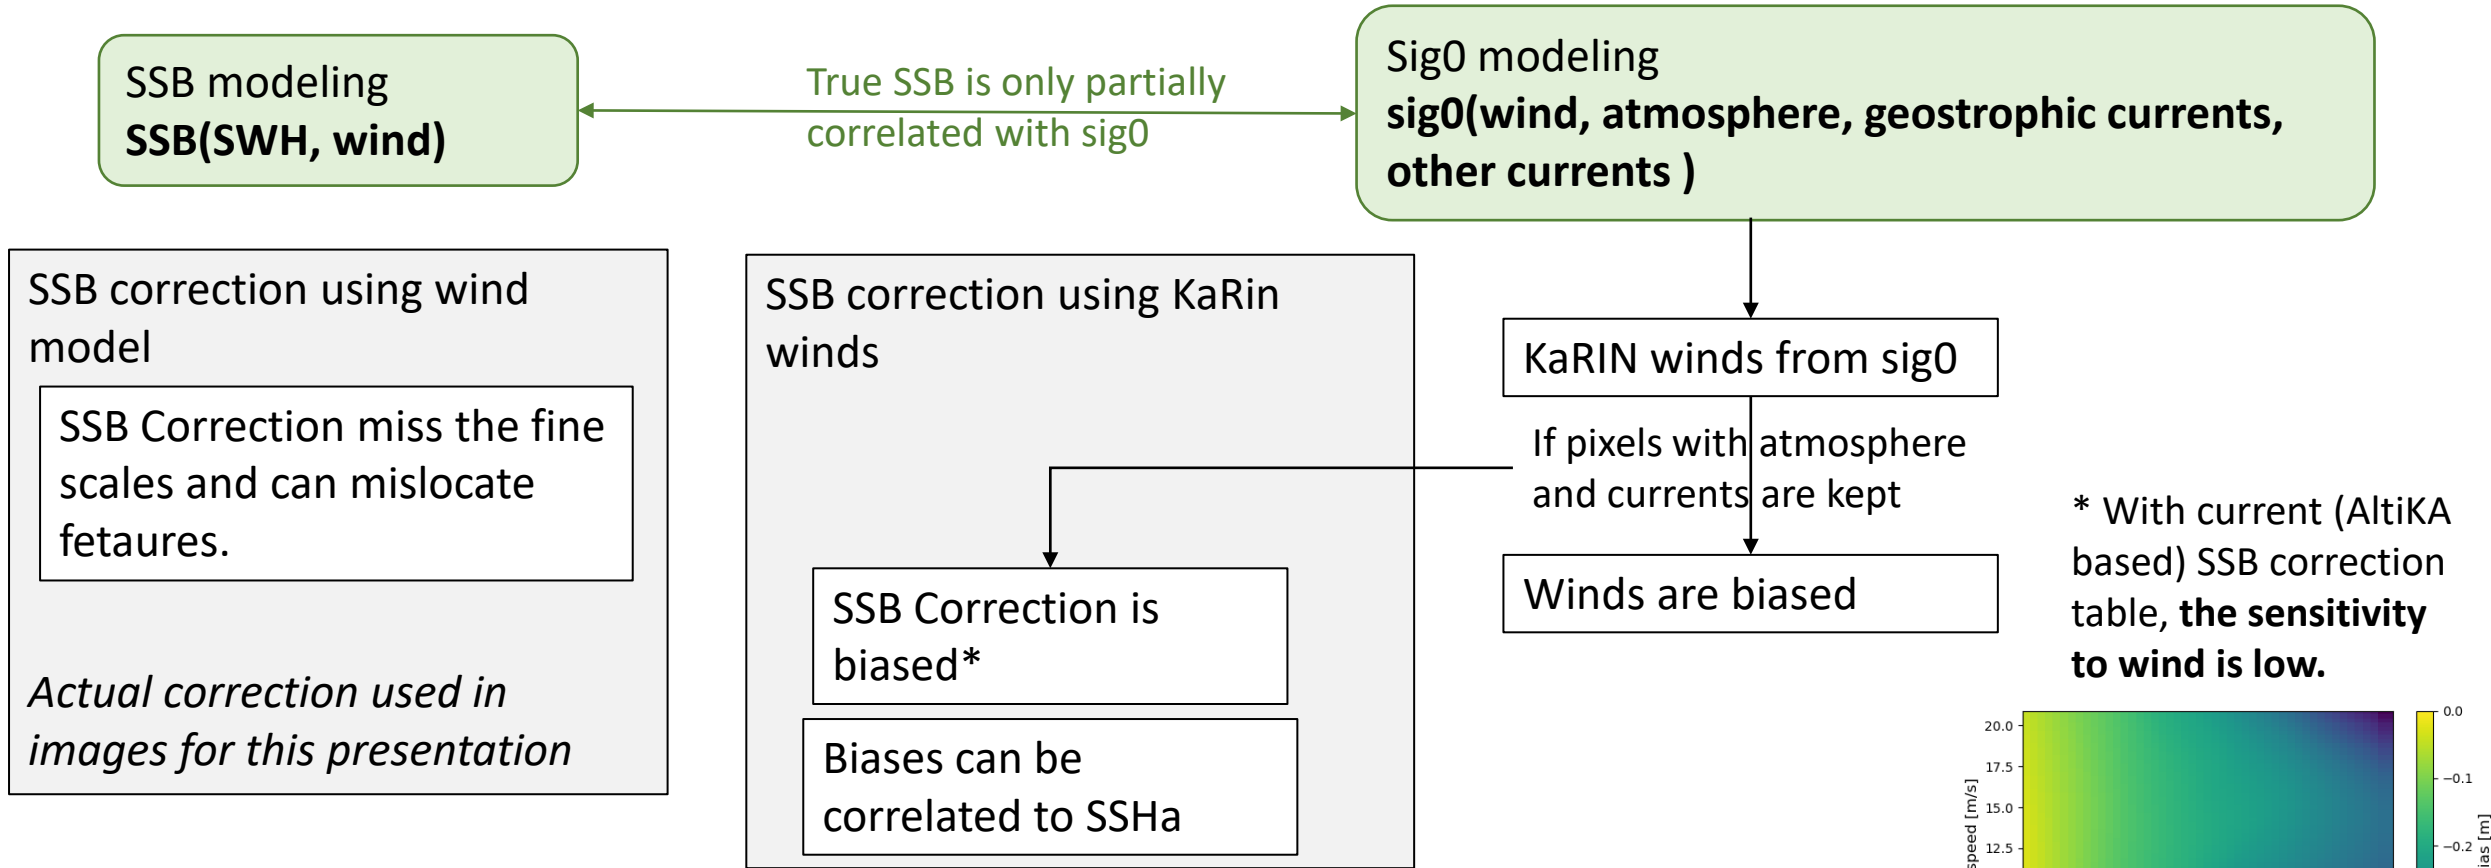 SSB modeling
SSB(SWH, wind)
True SSB is only partially
correlated with sig0
Sig0 modeling
sig0(wind, atmosphere, geostrophic currents,
other currents )
SSB correction using wind
model
SSB Correction miss the fine
scales and can mislocate
fetaures.
Actual correction used in
images for this presentation
SSB correction using KaRin
winds
SSB Correction is
biased*
Biases can be
correlated to SSHa
KaRIN winds from sig0
If pixels with atmosphere
and currents are kept
Winds are biased
* With current (AltiKA
based) SSB correction
table, the sensitivity
to wind is low.
20.0
17.5
15.0
12.5
speed [m/s]
0.0
−0.1
−0.2
[m]